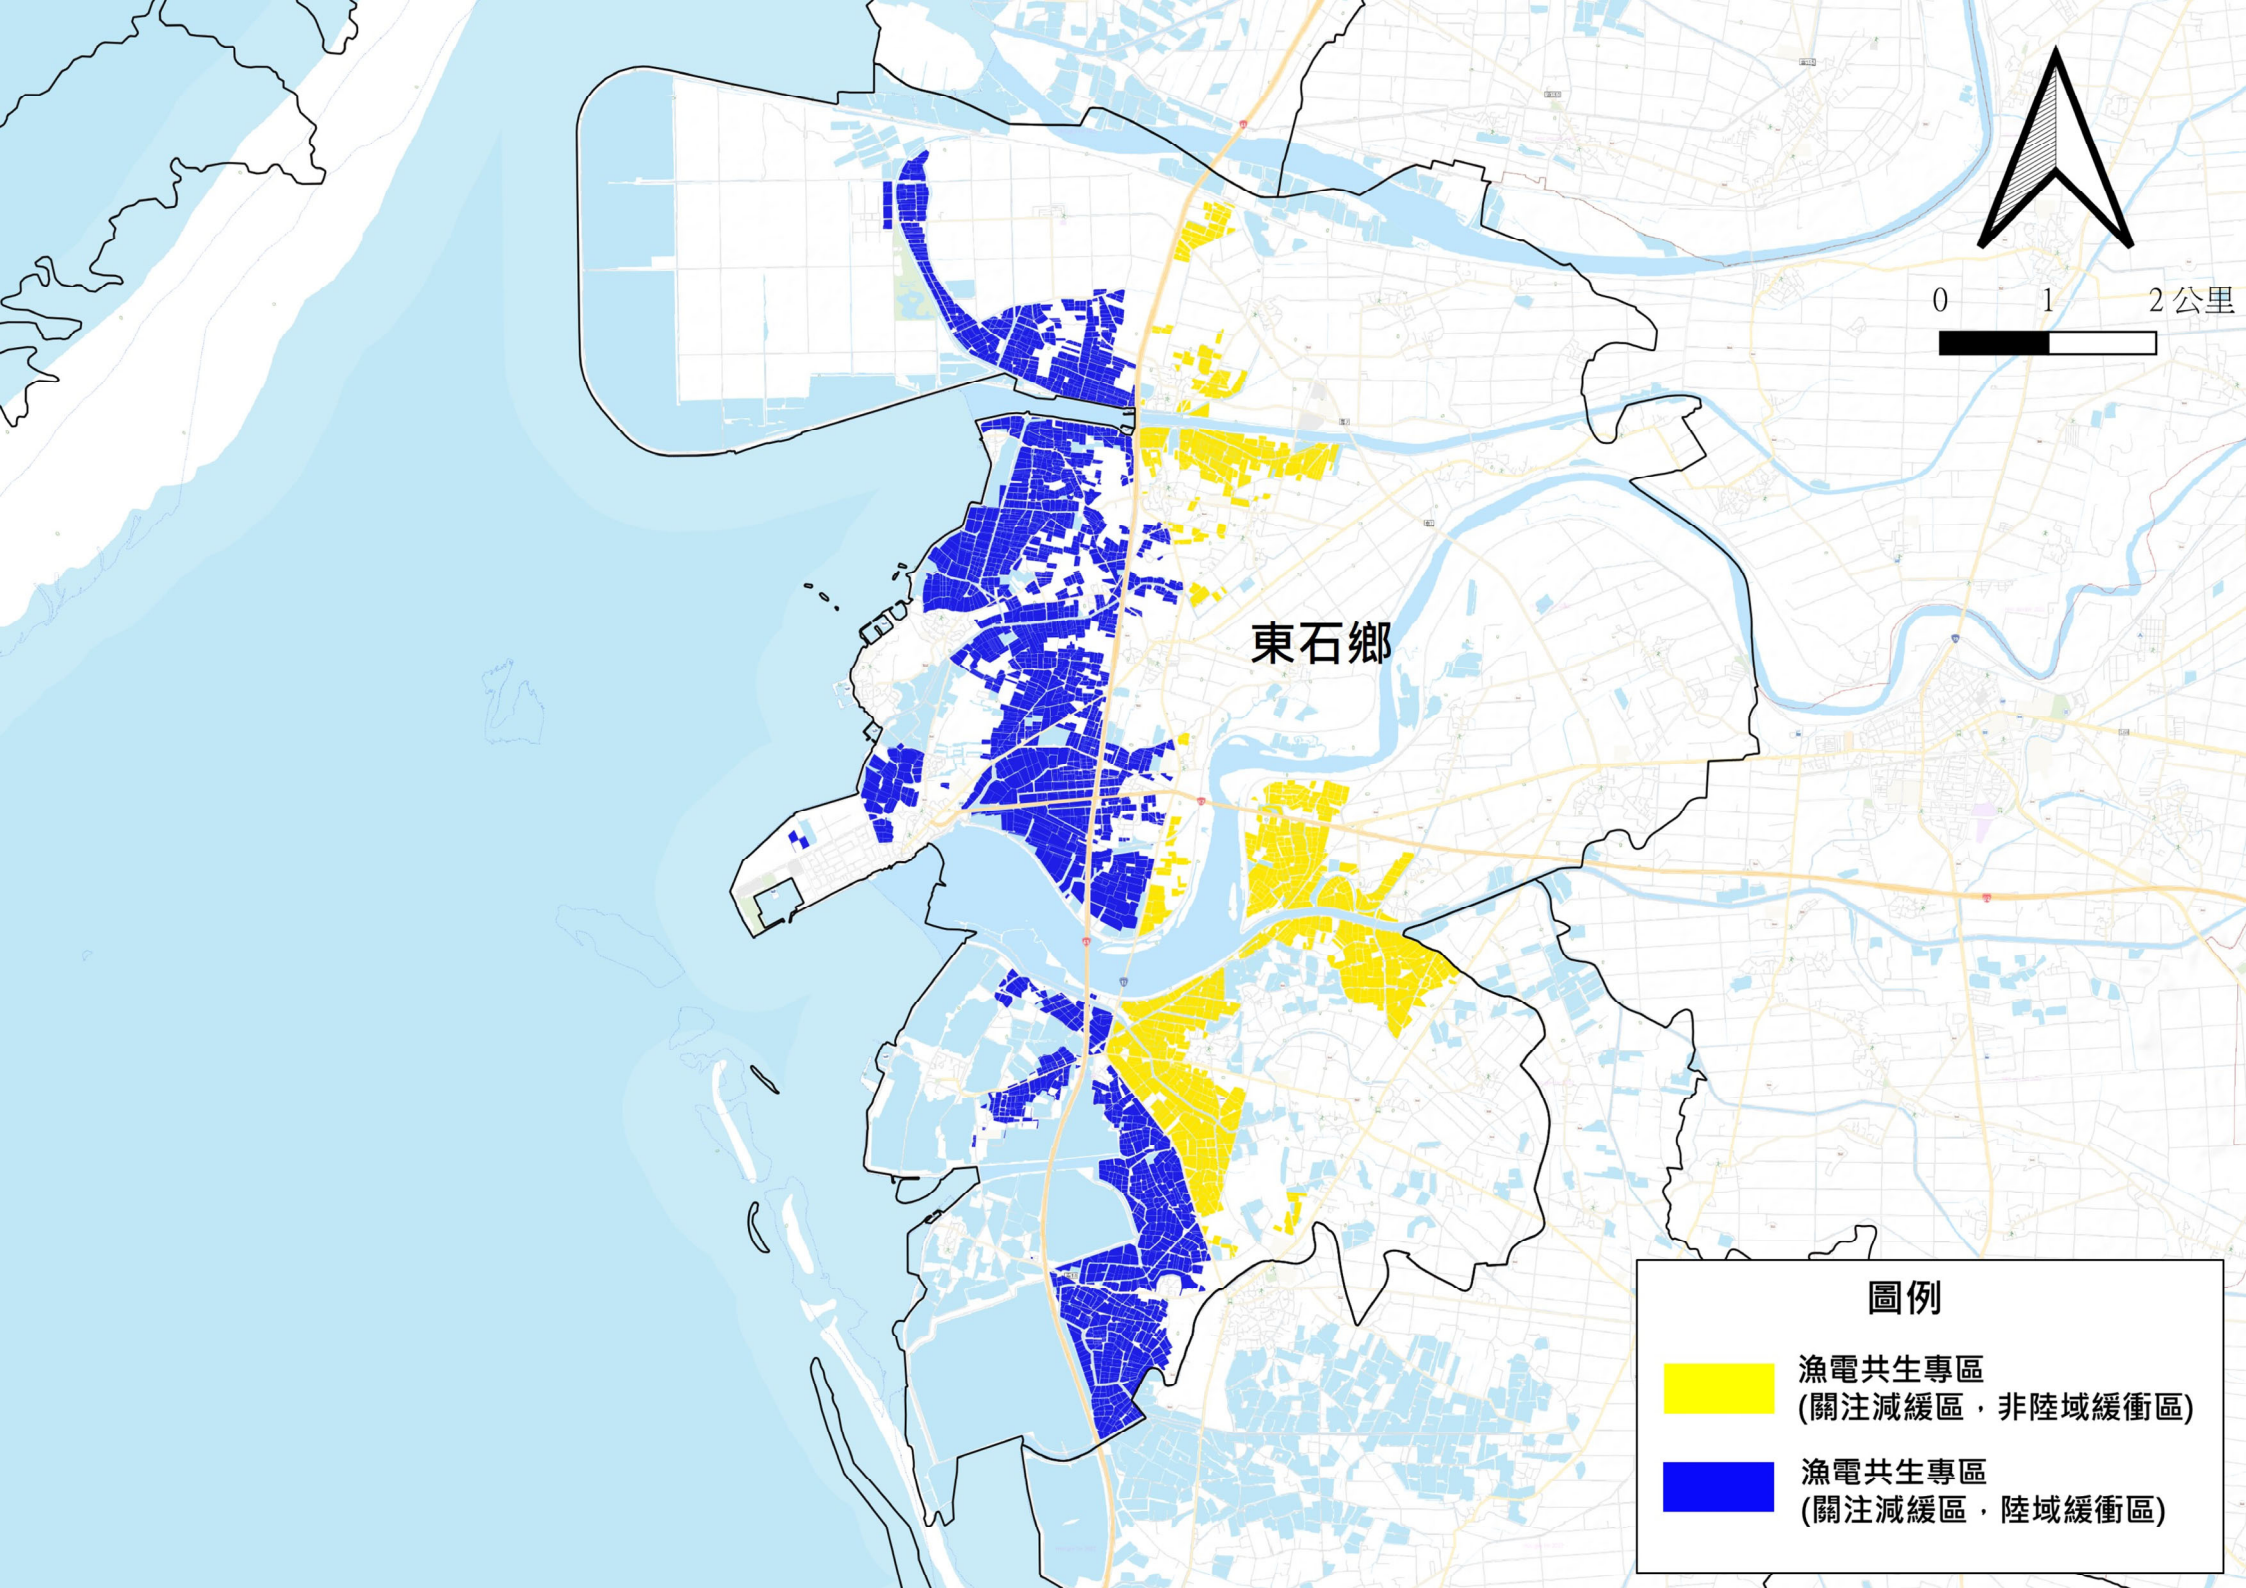 0 1 2 公里
東石鄉
圖例
漁電共生專區
(關注減緩區，非陸域緩衝區)
漁電共生專區
(關注減緩區，陸域緩衝區)